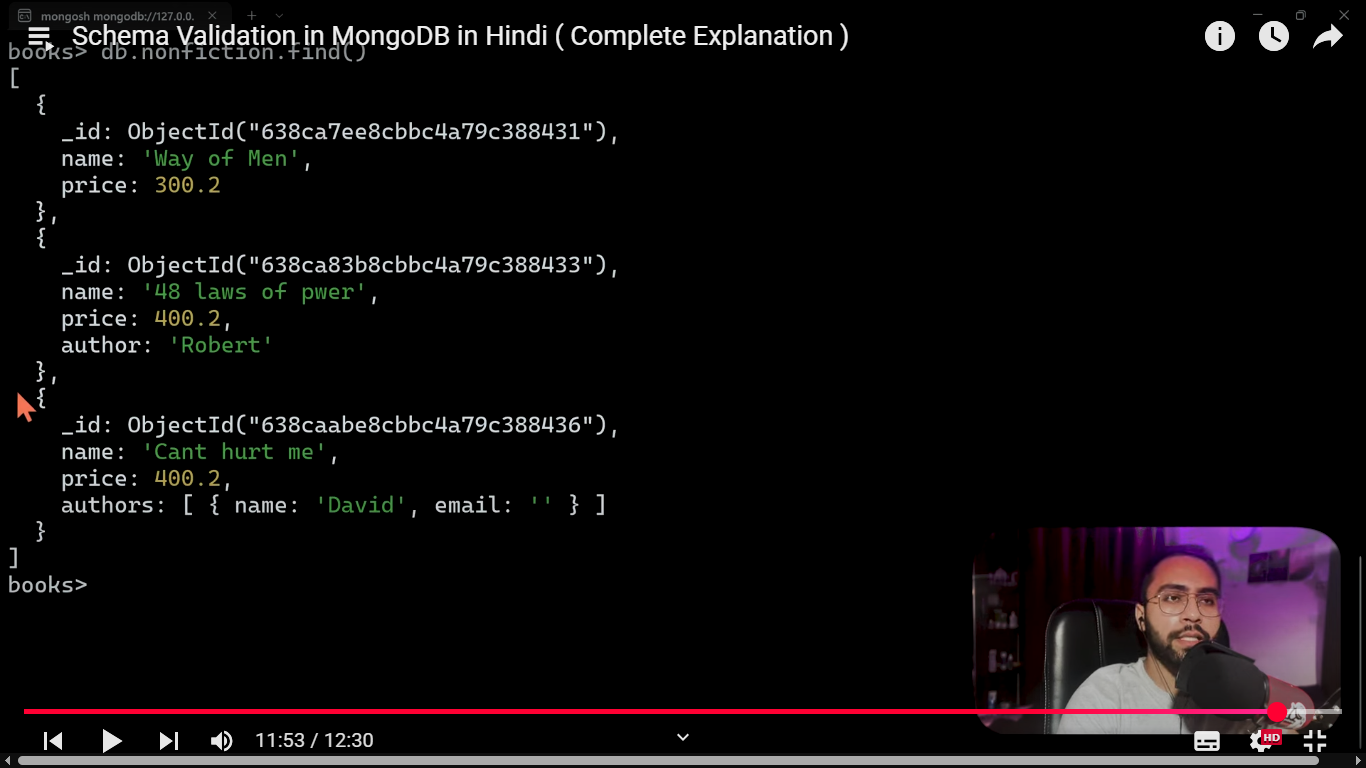 mongosh mongodb://127.0.0.
Schema Validation in MongoDB in Hindi ( Complete Explanation )
books> db.nonfiction.find()
[
{
_id: ObjectId("638ca7ee8cbbc4a79c388431"),
name: 'Way of Men',
price: 300.2
},
{
_id: ObjectId("638ca83b8cbbc4a79c388433"),
name: '48 laws of pwer',
price: 400.2,
author: 'Robert'
},
{
_id: ObjectId("638caabe8cbbc4a79c388436"),
name: 'Cant hurt me',
price: 400.2,
authors: [ { name: 'David', email: '' } ]
}
]
books>
11:53 / 12:30
HD